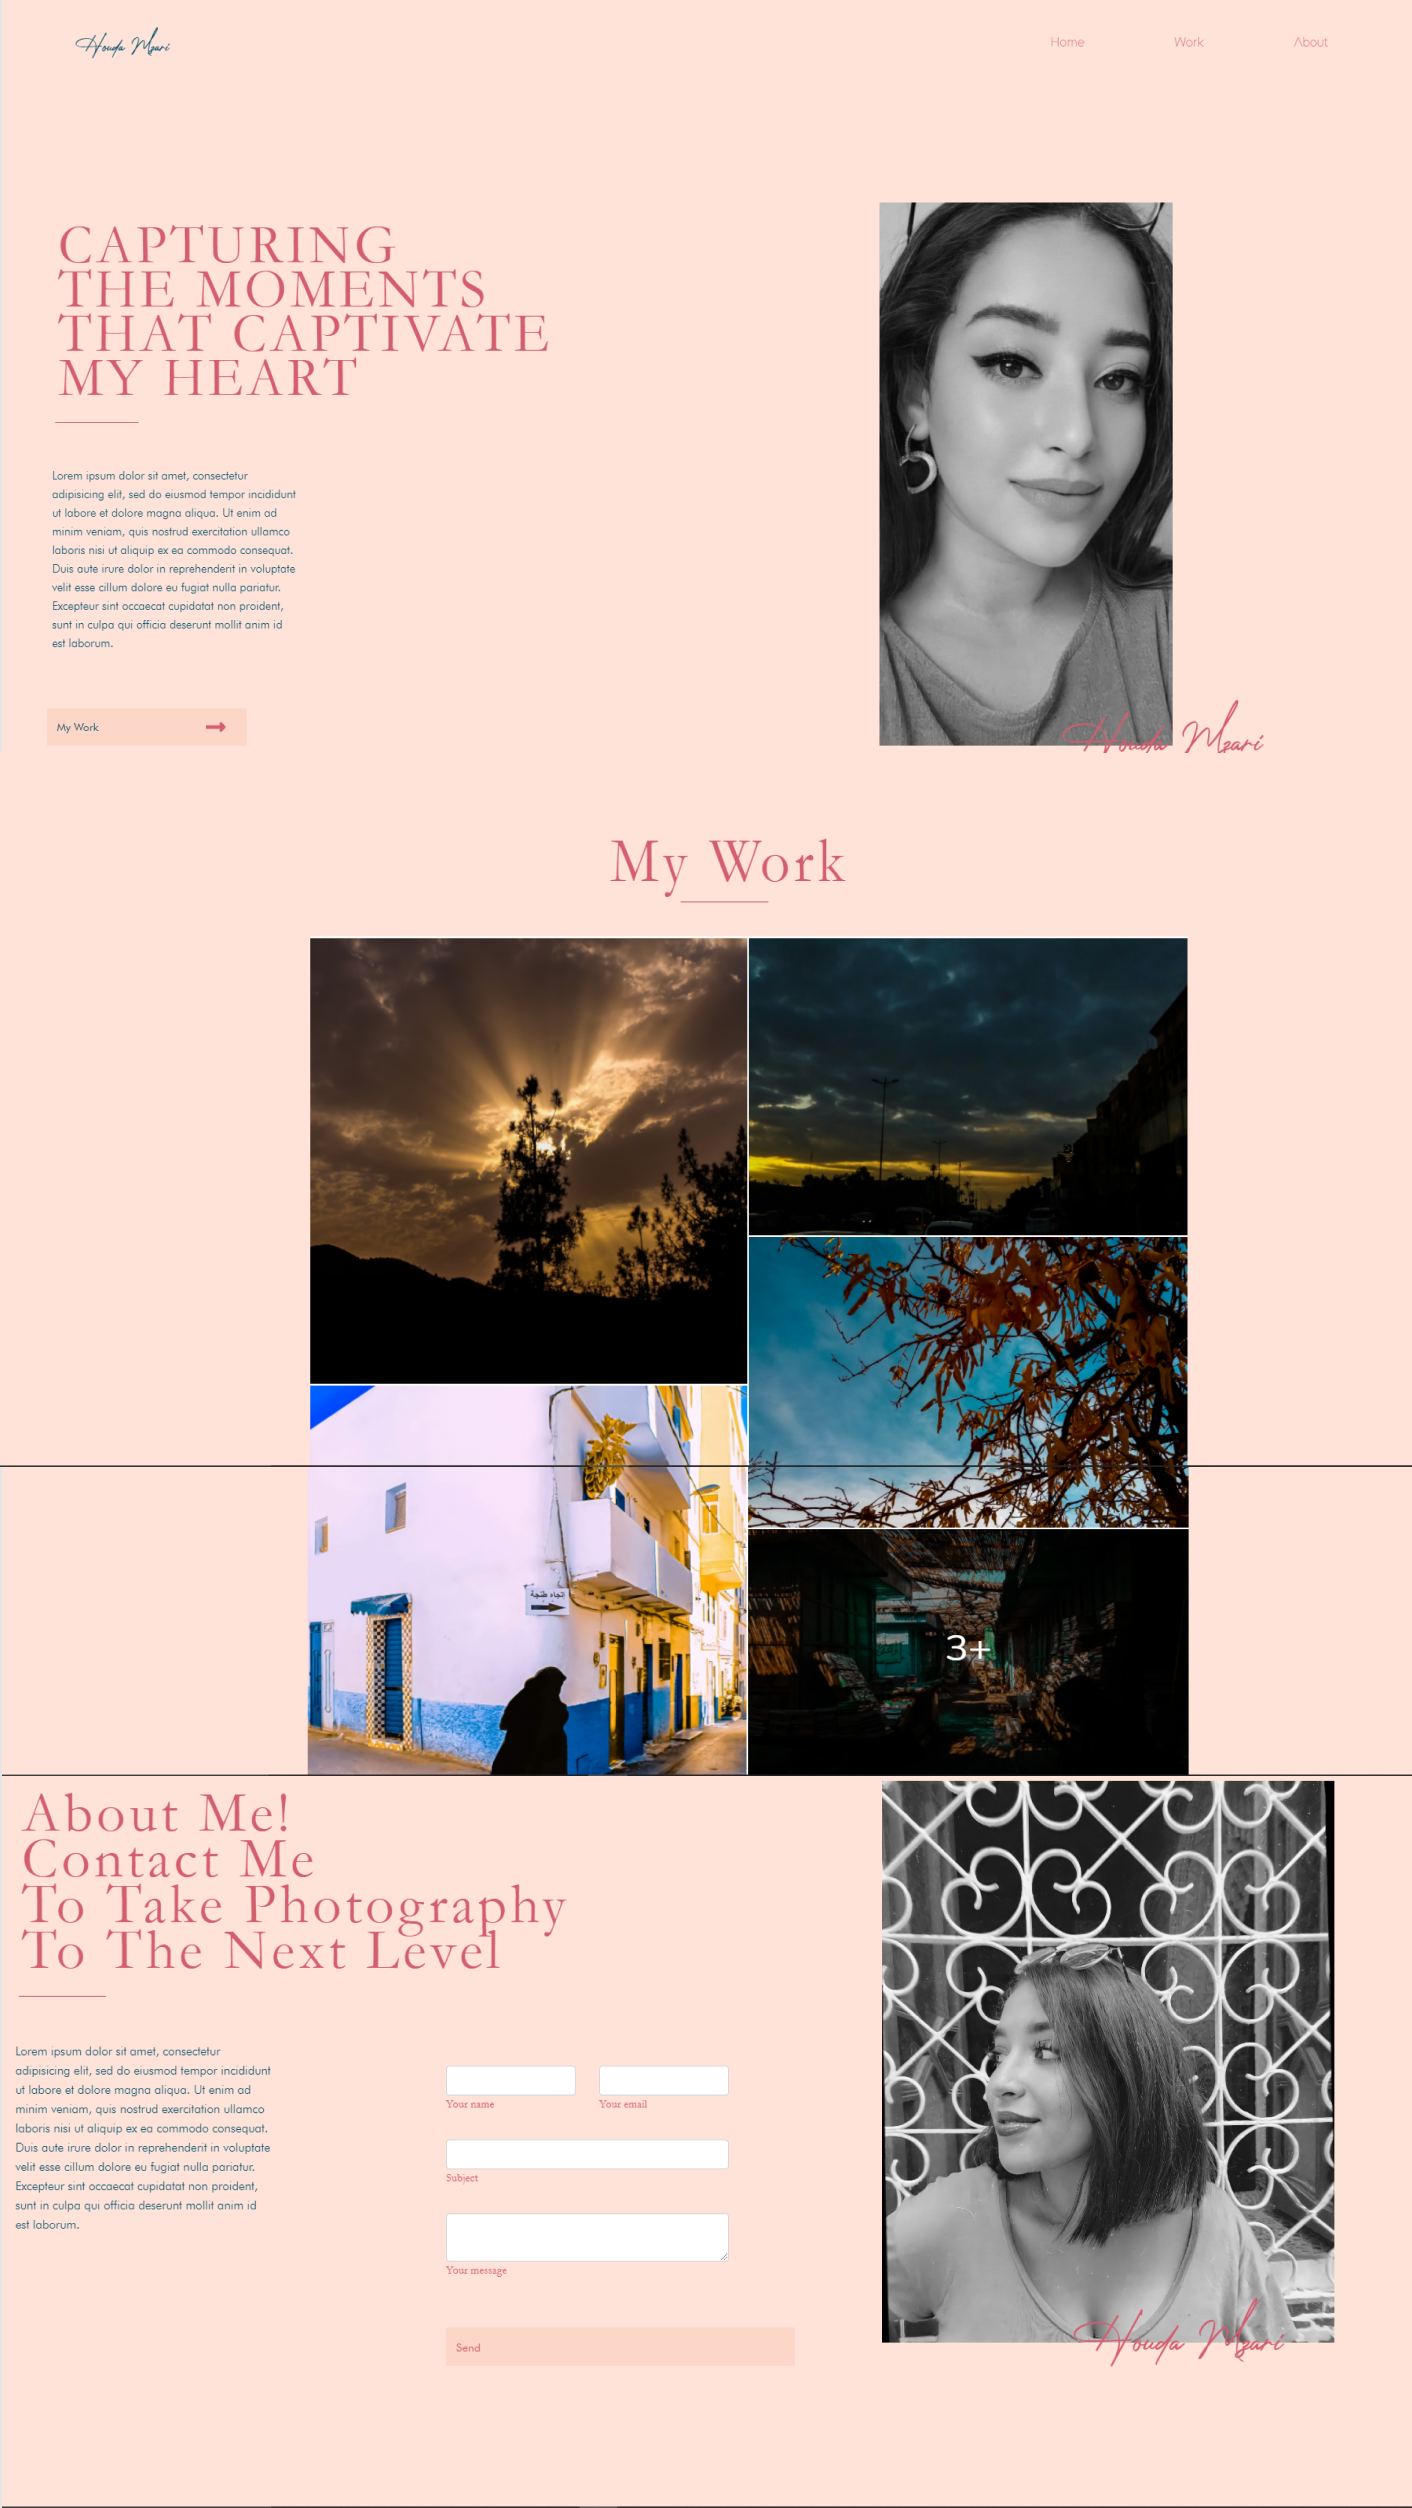 Houda Mzari
Home
Work
About
CAPTURING
THE MOMENTS
THAT CAPTIVATE
MY HEART
Lorem ipsum dolor sit amet, consectetur
adipisicing elit, sed do eiusmod tempor incididunt
ut labore et dolore magna aliqua. Ut enim ad
minim veniam, quis nostrud exercitation ullamco
laboris nisi ut aliquip ex ea commodo consequat.
Duis aute irure dolor in reprehenderit in voluptate
velit esse cillum dolore eu fugiat nulla pariatur.
Excepteur sint occaecat cupidatat non proident,
sunt in culpa qui officia deserunt mollit anim id
est laborum.
My Work
Houda Mzari
My Work
اتجاه طنجة
3+
About Me!
Contact Me
To Take Photography
To The Next Level
Lorem ipsum dolor sit amet, consectetur
adipisicing elit, sed do eiusmod tempor incididunt
ut labore et dolore magna aliqua. Ut enim ad
minim veniam, quis nostrud exercitation ullamco
laboris nisi ut aliquip ex ea commodo consequat.
Duis aute irure dolor in reprehenderit in voluptate
velit esse cillum dolore eu fugiat nulla pariatur.
Excepteur sint occaecat cupidatat non proident,
sunt in culpa qui officia deserunt mollit anim id
est laborum.
Your name
Your email
Subject
Your message
Send
Houda Mzari